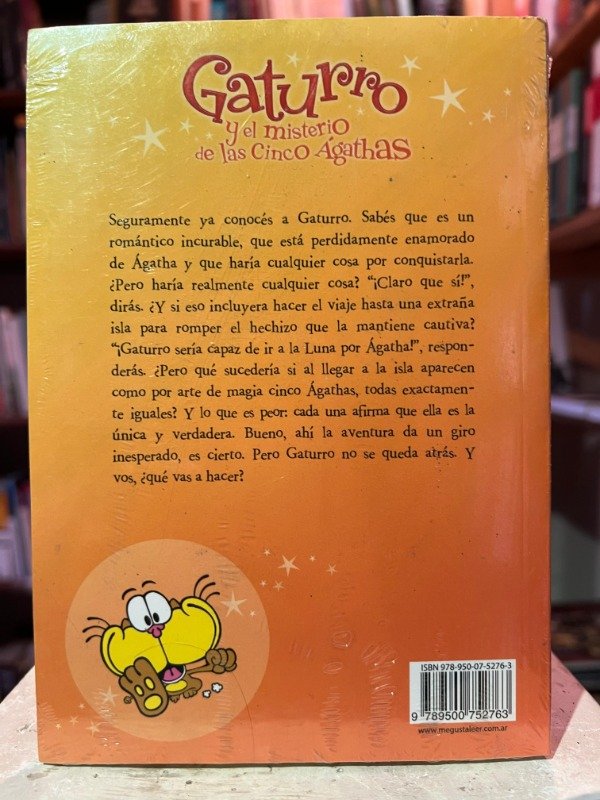 Gaturro
y el misterio
de las Cinco Ágathas
Seguramente ya conocés a Gaturro. Sabés que es un
romántico incurable, que está perdidamente enamorado
de Ágatha y que haría cualquier cosa por conquistarla.
¿Pero haría realmente cualquier cosa? “¡Claro que sí!”,
dirás. ¿Y si eso incluyera hacer el viaje hasta una extraña
isla para romper el hechizo que la mantiene cautiva?
“¡Gaturro sería capaz de ir a la Luna por Ágatha!”, respon-
derás. ¿Pero qué sucedería si al llegar a la isla aparecen
como por arte de magia cinco Ágathas, todas exactamen-
te iguales? Y lo que es peor: cada una afirma que ella es la
única y verdadera. Bueno, ahí la aventura da un giro
inesperado, es cierto. Pero Gaturro no se queda atrás. Y
vos, ¿qué vas a hacer?
ISBN 978-950-07-5276-3
9 789500 752763
www.megustaleer.com.ar